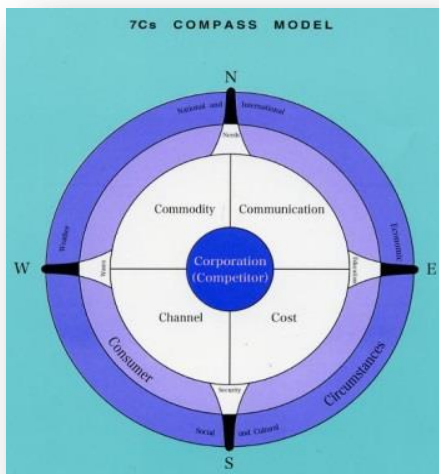 7Cs COMPASS MODEL
N
National and International
Needs
Commodity
Communication
Weather
Economic
W
Wants
Corporation
(Competitor)
Education
E
Channel
Cost
Consumer
Circumstances
Security
Social and Cultural
S